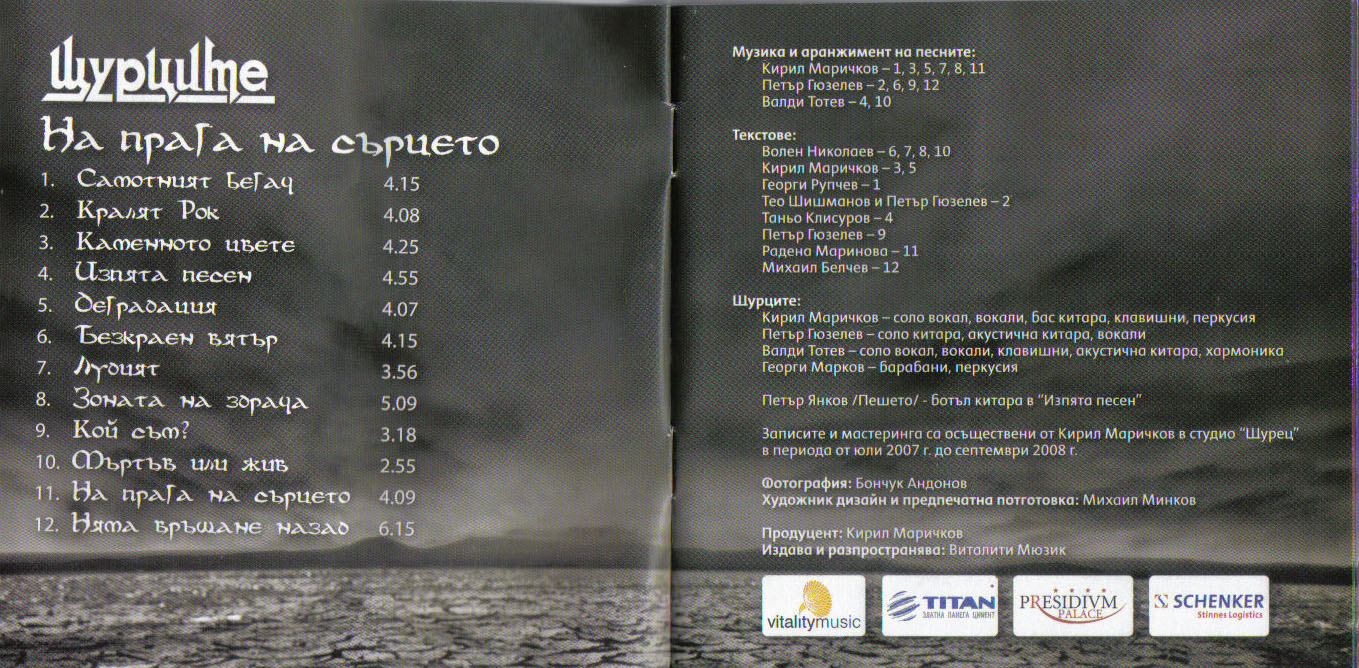 Щурците
На прага на сърцето
1. Самотният бегач 4.15
2. Кралят Рок 4.08
3. Каменното цвете 4.25
4. Изпята песен 4.55
5. Деградация 4.07
6. Безкраен вятър 4.15
7. Лудият 3.56
8. Зоната на здрача 5.09
9. Кой съм? 3.18
10. Мъртъв или жив 2.55
11. На прага на сърцето 4.09
12. Няма връщане назад 6.15
Музика и аранжимент на песните:
Кирил Маричков – 1, 3, 5, 7, 8, 11
Петър Гюзелев – 2, 6, 9, 12
Валди Тотев – 4, 10
Текстове:
Волен Николаев – 6, 7, 8, 10
Кирил Маричков – 3, 5
Георги Рупчев – 1
Тео Шишманов и Петър Гюзелев – 2
Таньо Клисуров – 4
Петър Гюзелев – 9
Радена Маринова – 11
Михаил Белчев – 12
Щурците:
Кирил Маричков – соло вокал, вокали, бас китара, клавишни, перкусия
Петър Гюзелев – соло китара, акустична китара, вокали
Валди Тотев – соло вокал, вокали, клавишни, акустична китара, хармоника
Георги Марков – барабани, перкусия
Петър Янков /Пешето/ - ботъл китара в "Изпята песен"
Записите и мастеринга са осъществени от Кирил Маричков в студио "Щурец"
в периода от юли 2007 г. до септември 2008 г.
Фотография: Бончук Андонов
Художник дизайн и предпечатна потготовка: Михаил Минков
Продуцент: Кирил Маричков
Издава и разпространява: Виталити Мюзик
vitalitymusic
TITAN
ЗЛАТНА ПАНЕГА ЦИМЕНТ
PRESIDIVM
PALACE
SCHENKER
Stinnes Logistics